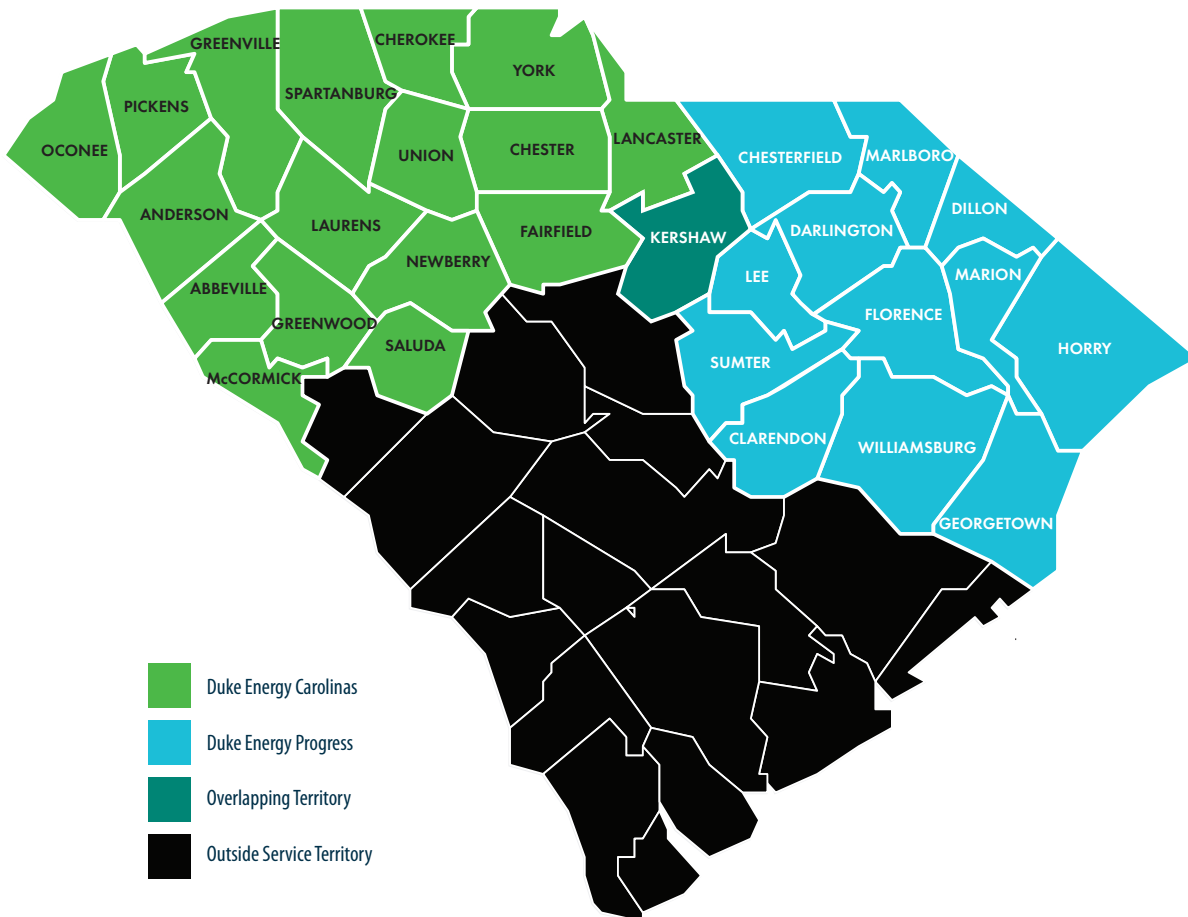 GREENVILLE
CHEROKEE
YORK
SPARTANBURG
PICKENS
OCONEE
UNION
CHESTER
LANCASTER
CHESTERFIELD
MARLBORO
ANDERSON
LAURENS
FAIRFIELD
KERSHAW
DARLINGTON
DILLON
NEWBERRY
LEE
MARION
ABBEVILLE
GREENWOOD
SALUDA
FLORENCE
HORRY
McCORMICK
SUMTER
CLARENDON
WILLIAMSBURG
GEORGETOWN
Duke Energy Carolinas
Duke Energy Progress
Overlapping Territory
Outside Service Territory